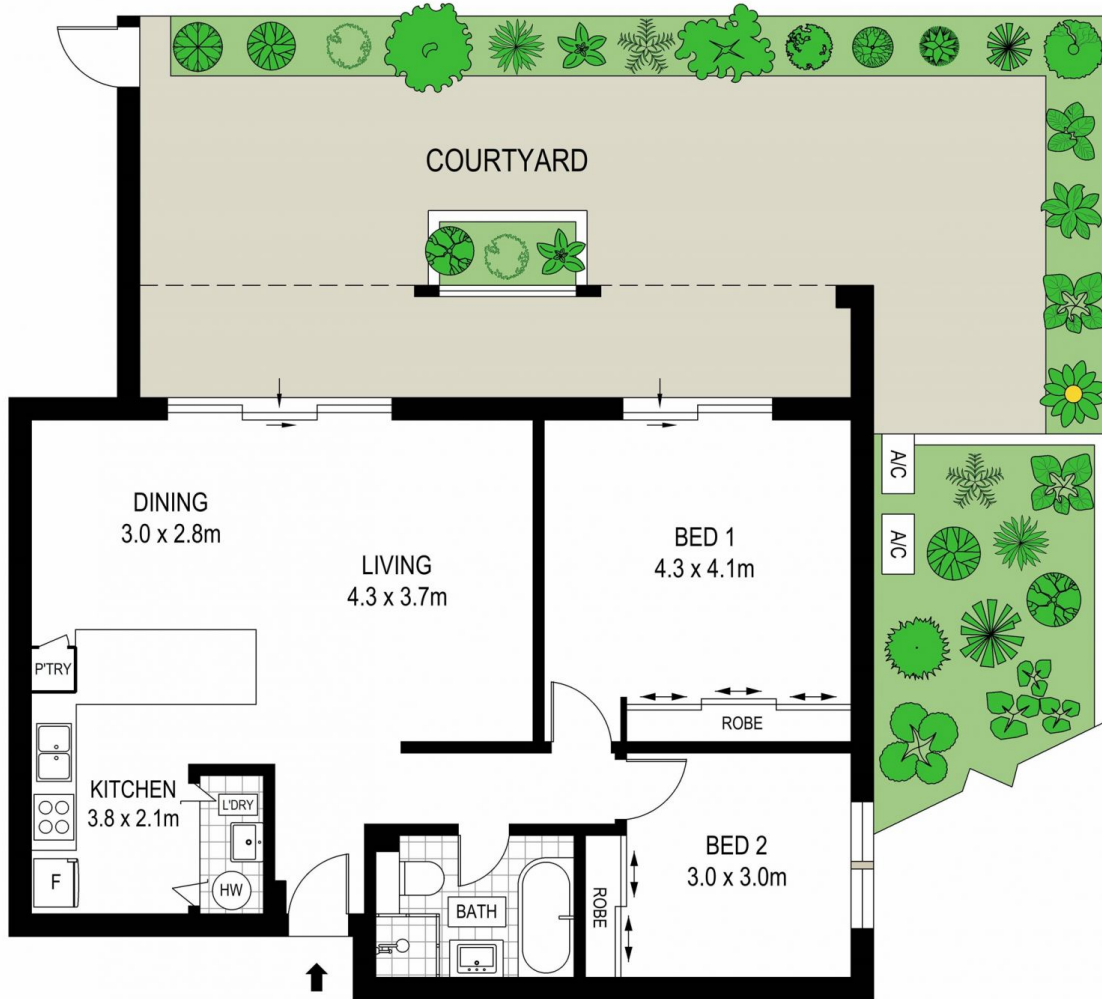 COURTYARD
DINING
3.0 x 2.8m
LIVING
4.3 x 3.7m
BED 1
4.3 x 4.1m
A/C
A/C
P'TRY
ROBE
KITCHEN
3.8 x 2.1m
L'DRY
F
HW
BATH
ROBE
BED 2
3.0 x 3.0m